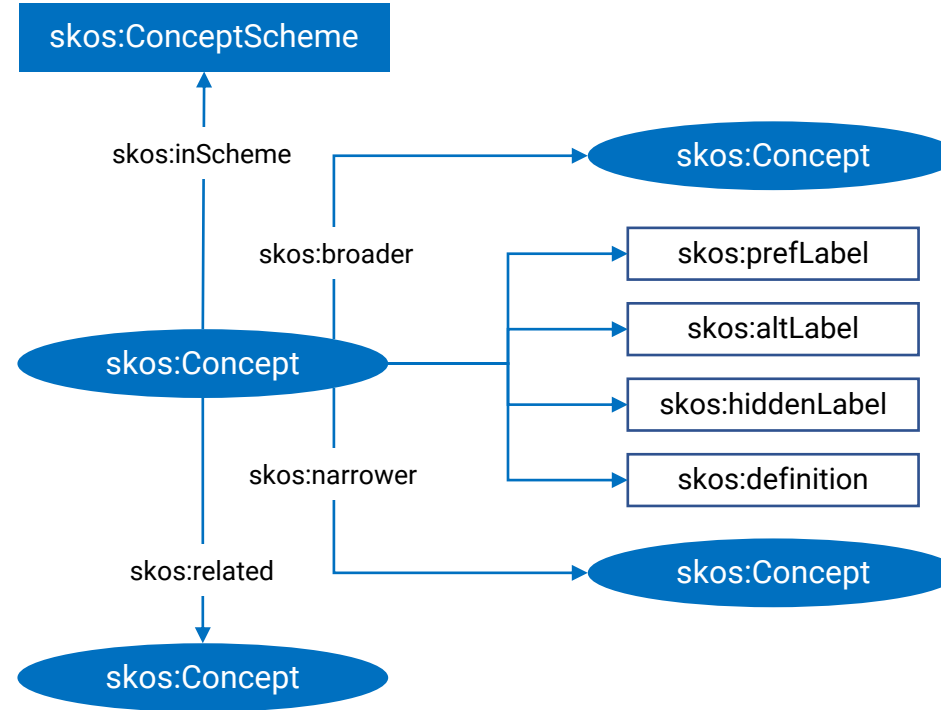 skos:ConceptScheme
skos:inScheme
skos:Concept
skos:broader
skos:prefLabel
skos:altLabel
skos:Concept
skos:hiddenLabel
skos:narrower
skos:definition
skos:related
skos:Concept
skos:Concept